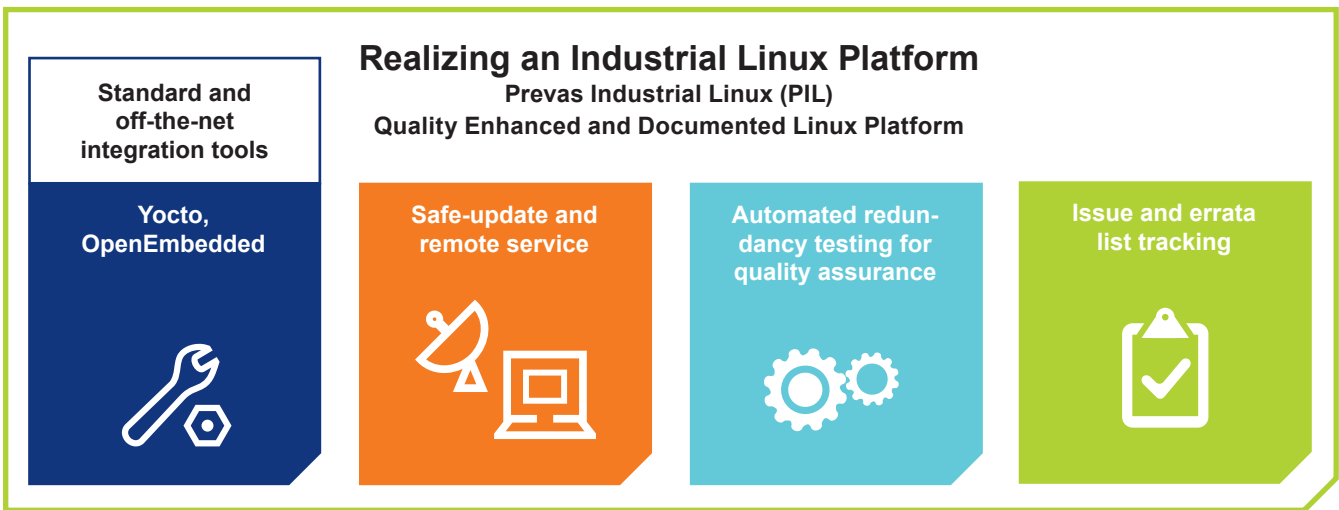 Realizing an Industrial Linux Platform
Prevas Industrial Linux (PIL)
Quality Enhanced and Documented Linux Platform
Standard and
off-the-net
integration tools
Yocto,
OpenEmbedded
Safe-update and
remote service
Automated redun-
dancy testing for
quality assurance
Issue and errata
list tracking